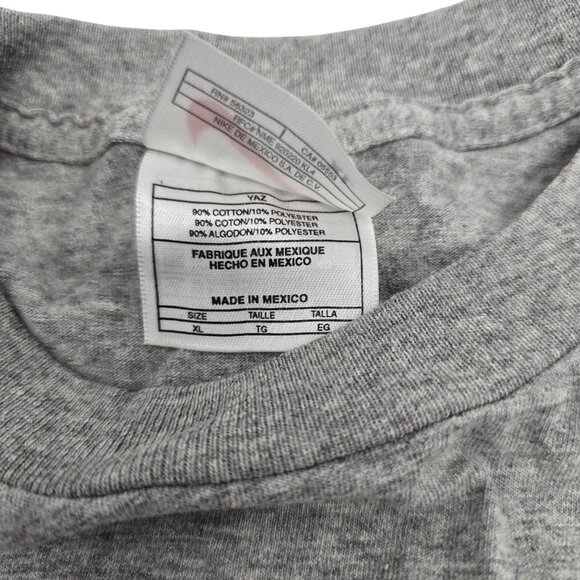 RN# 56323 CA# 05553
RFC# NME 920220 KL4
NIKE DE MEXICO S.A. DE C.V.
YAZ
90% COTTON/10% POLYESTER
90% COTON/10% POLYESTER
90% ALGODON/10% POLYESTER
FABRIQUE AUX MEXIQUE
HECHO EN MEXICO
MADE IN MEXICO
SIZE TAILLE TALLA
XL TG EG